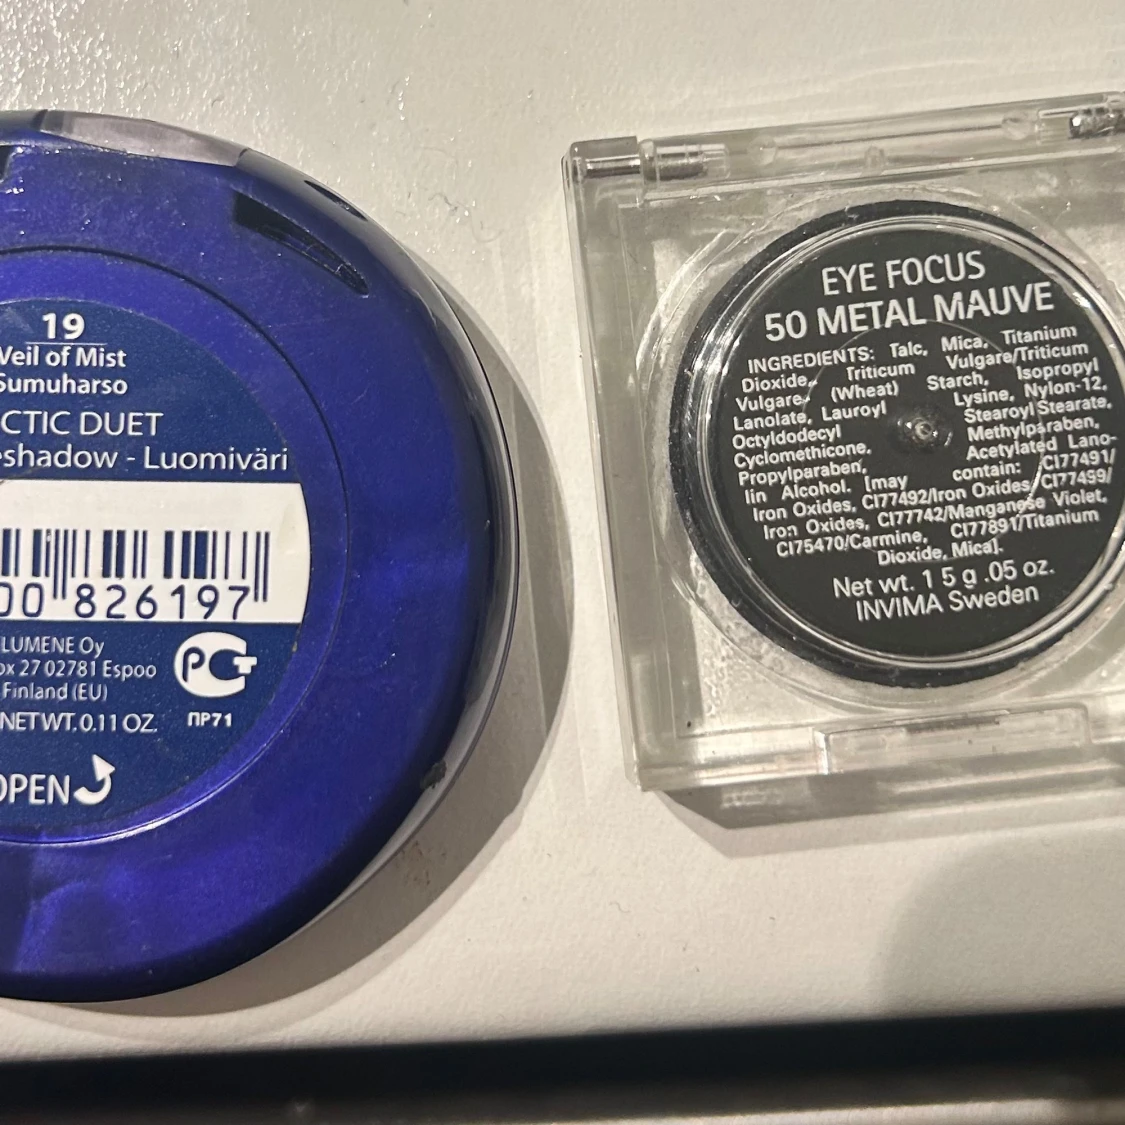 19
Veil of Mist
Sumuharso
CTIC DUET
eshadow - Luomiväri
00 826197
LUMENE Oy
ox 27 02781 Espoo
Finland (EU)
NET WT. 0.11 OZ.
РСТ
ПР71
OPEN
EYE FOCUS
50 METAL MAUVE
INGREDIENTS: Talc, Mica, Titanium
Dioxide, Triticum Vulgare/Triticum
Vulgare (Wheat) Starch, Isopropyl
Lanolate, Lauroyl Lysine, Nylon-12,
Octyldodecyl Stearoyl Stearate,
Cyclomethicone, Methylparaben,
Propylparaben, Acetylated Lano-
lin Alcohol. [may contain: CI77491/
Iron Oxides, CI77492/Iron Oxides, CI77499/
Iron Oxides, CI77742/Manganese Violet,
CI75470/Carmine, CI77891/Titanium
Dioxide, Mica].
Net wt. 1 5 g .05 oz.
INVIMA Sweden